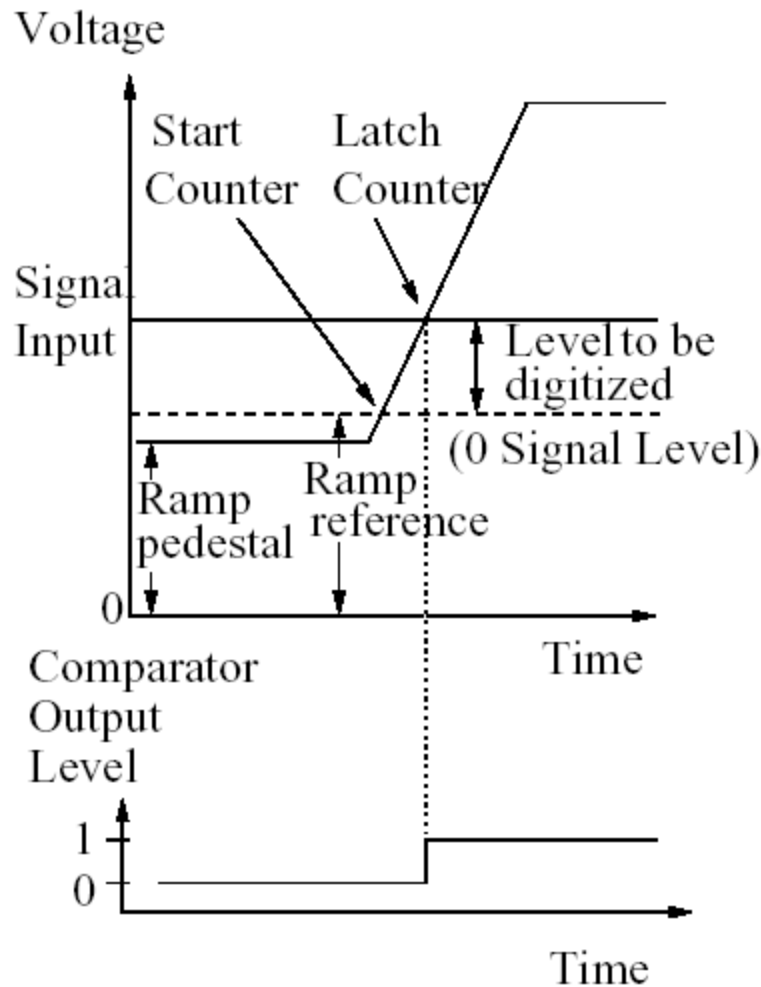 Voltage
Start
Counter
Latch
Counter
Signal
Input
Level to be
digitized
(0 Signal Level)
Ramp
pedestal
Ramp
reference
0
Time
Comparator
Output
Level
1
0
Time